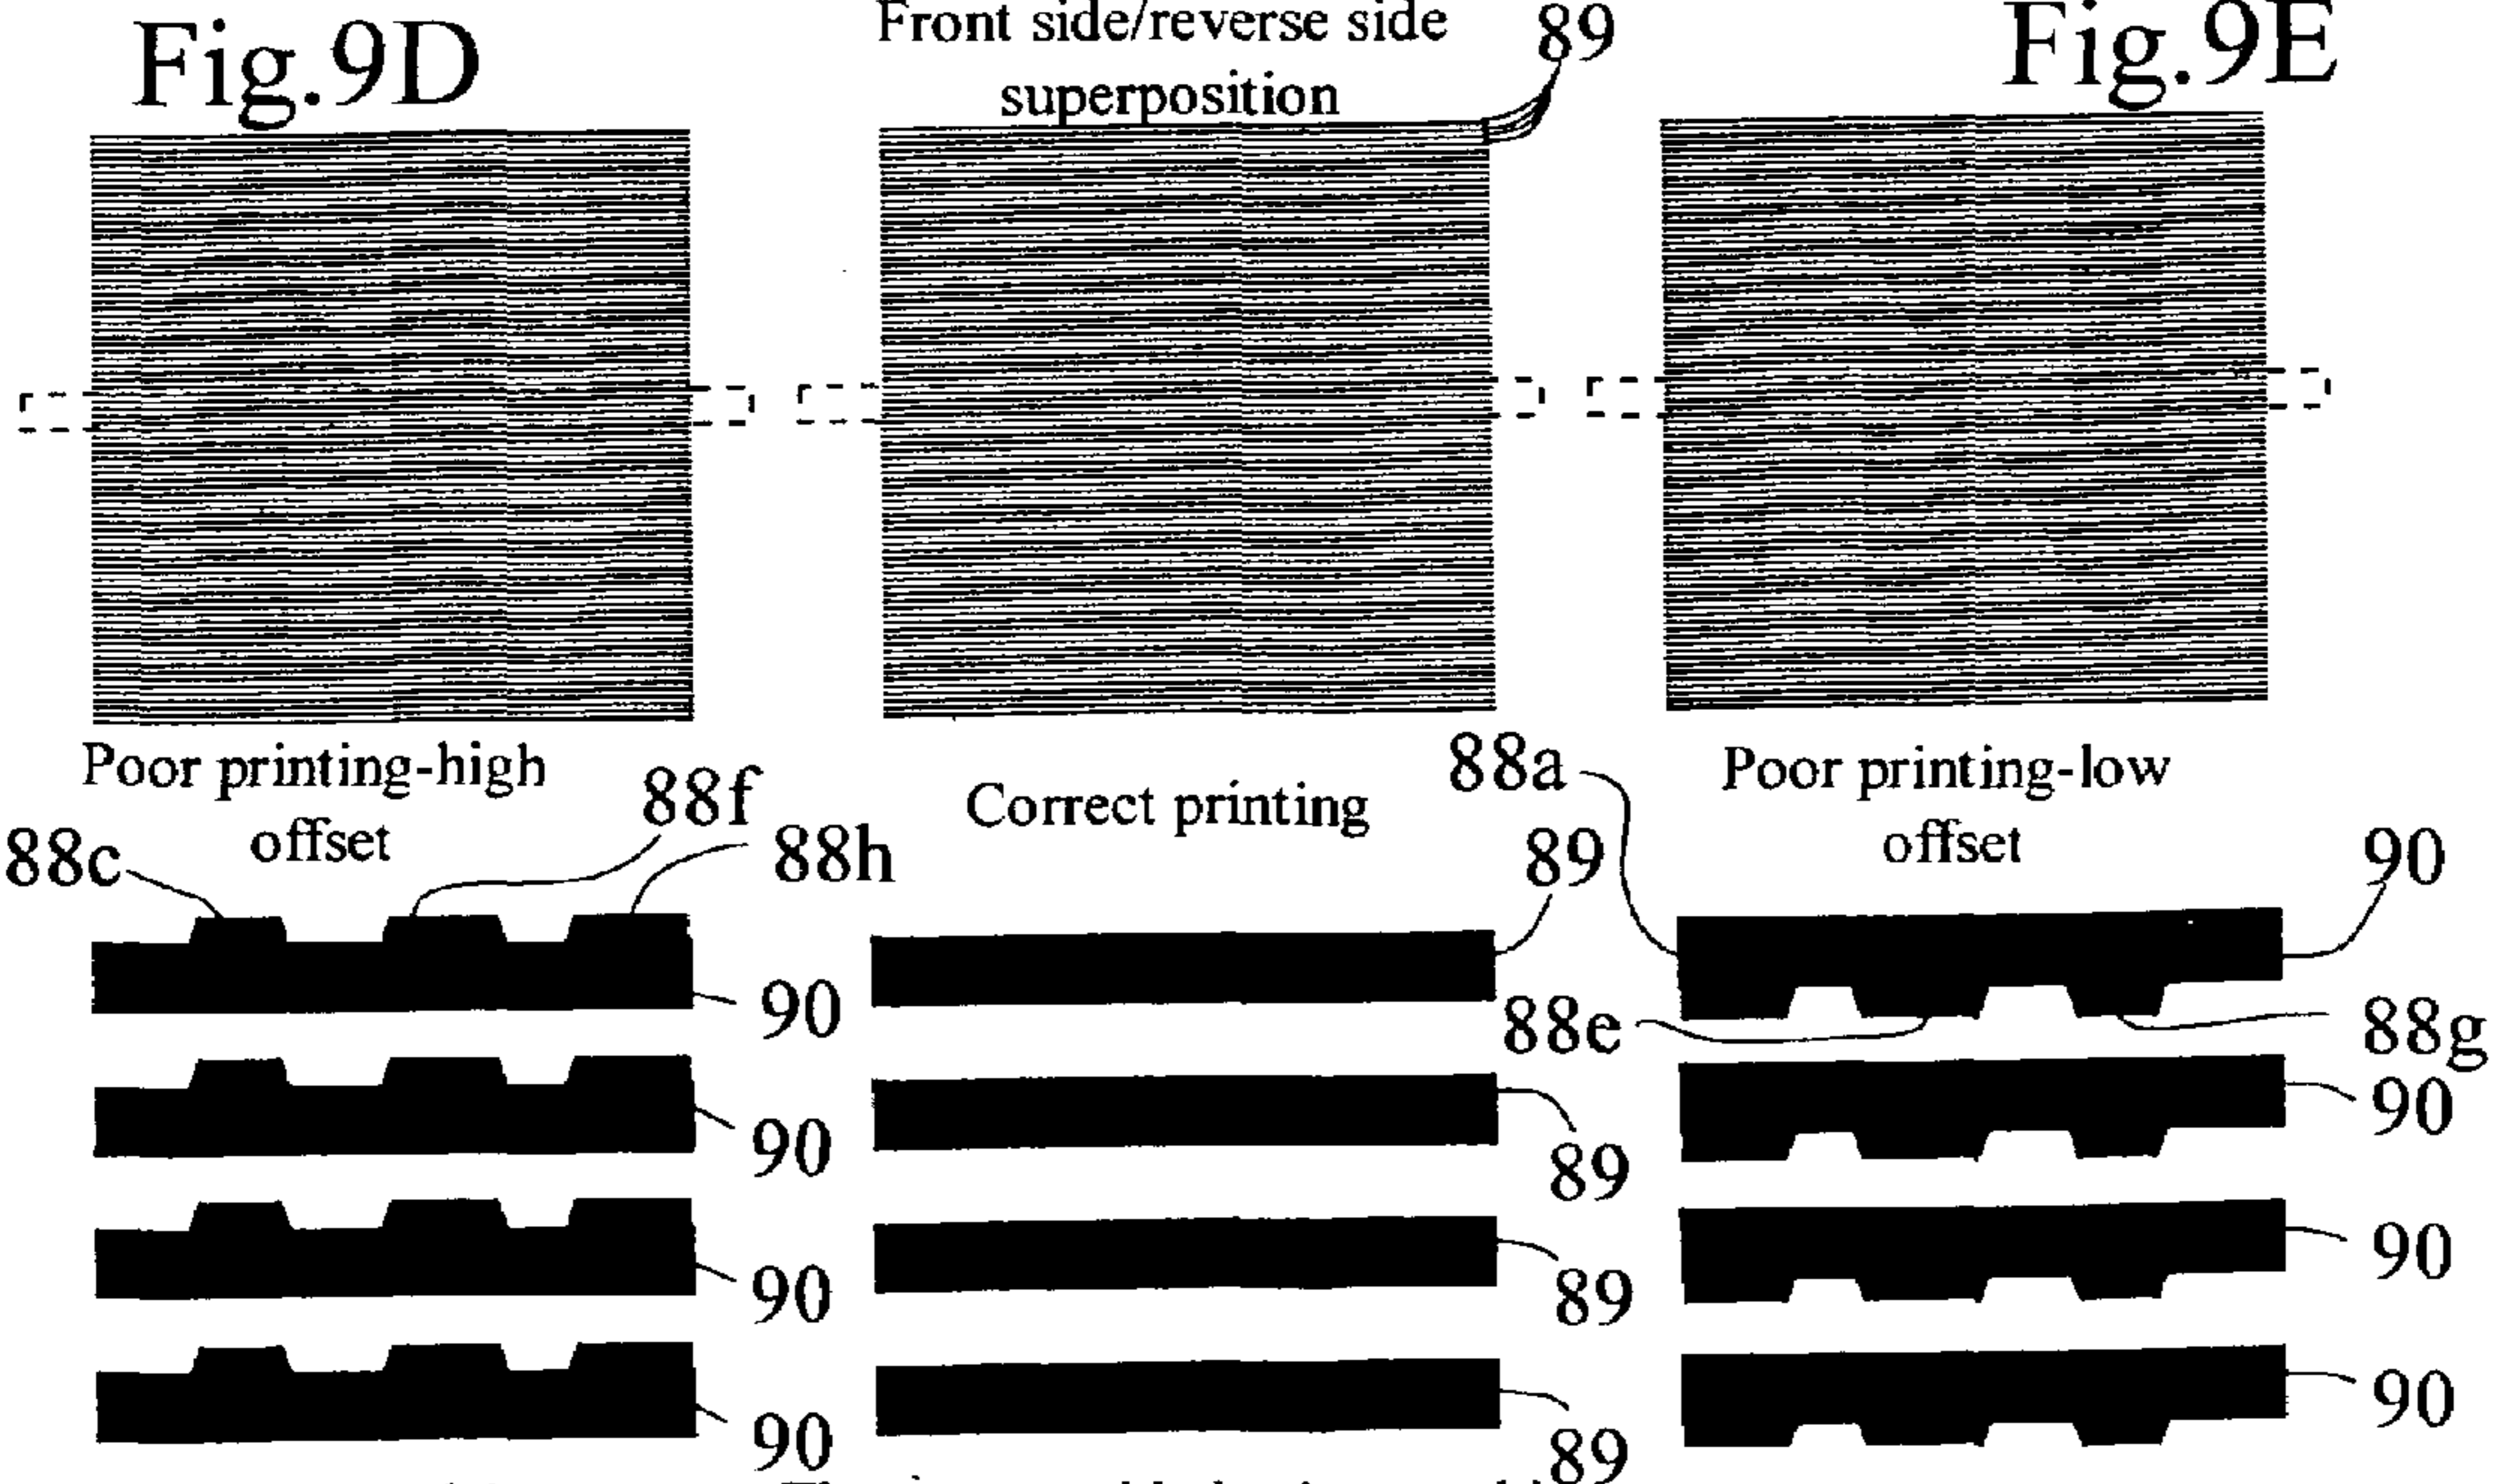 Fig.9D
Front side/reverse side
superposition
89
Fig.9E
Poor printing-high
offset
88c
88f
88h
Correct printing
88a
89
Poor printing-low
offset
90
90
88e
88g
90
89
90
90
89
90
90
89
90